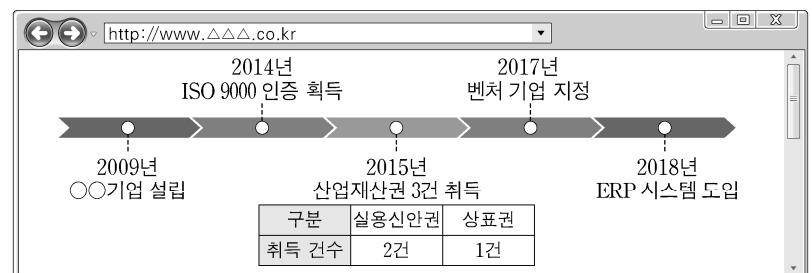 http://www.△△△.co.kr
2014년
ISO 9000 인증 획득
2017년
벤처 기업 지정
2009년
○○기업 설립
2015년
산업재산권 3건 취득
2018년
ERP 시스템 도입
구분 실용신안권 상표권
취득 건수 2건 1건